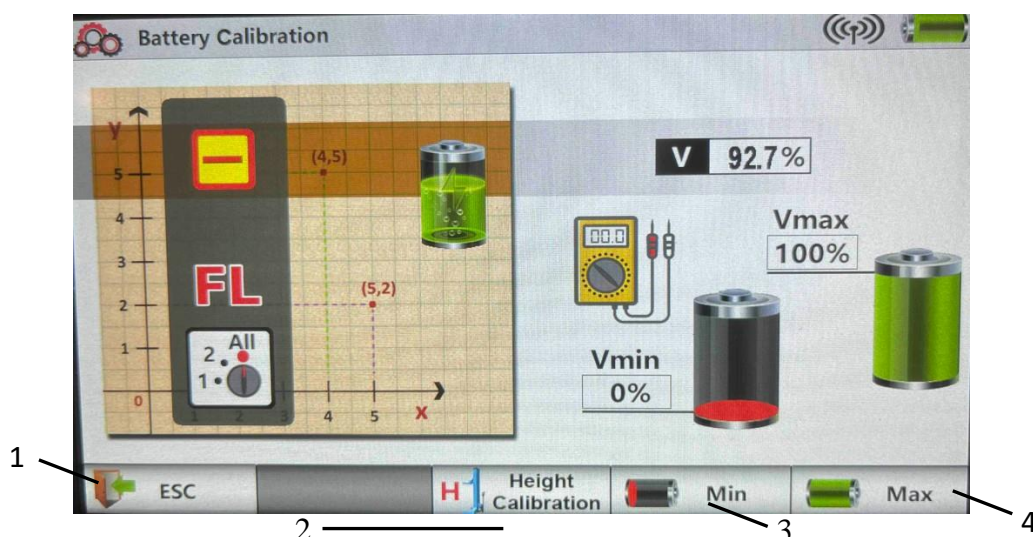 Battery Calibration
y
5
4
3
2
1
0
1 2 3 4 5
x
(4,5)
(5,2)
FL
All
2
1
V 92.7%
00.0
Vmax
100%
Vmin
0%
1
ESC
H Height
Calibration
Min
Max
2
3
4